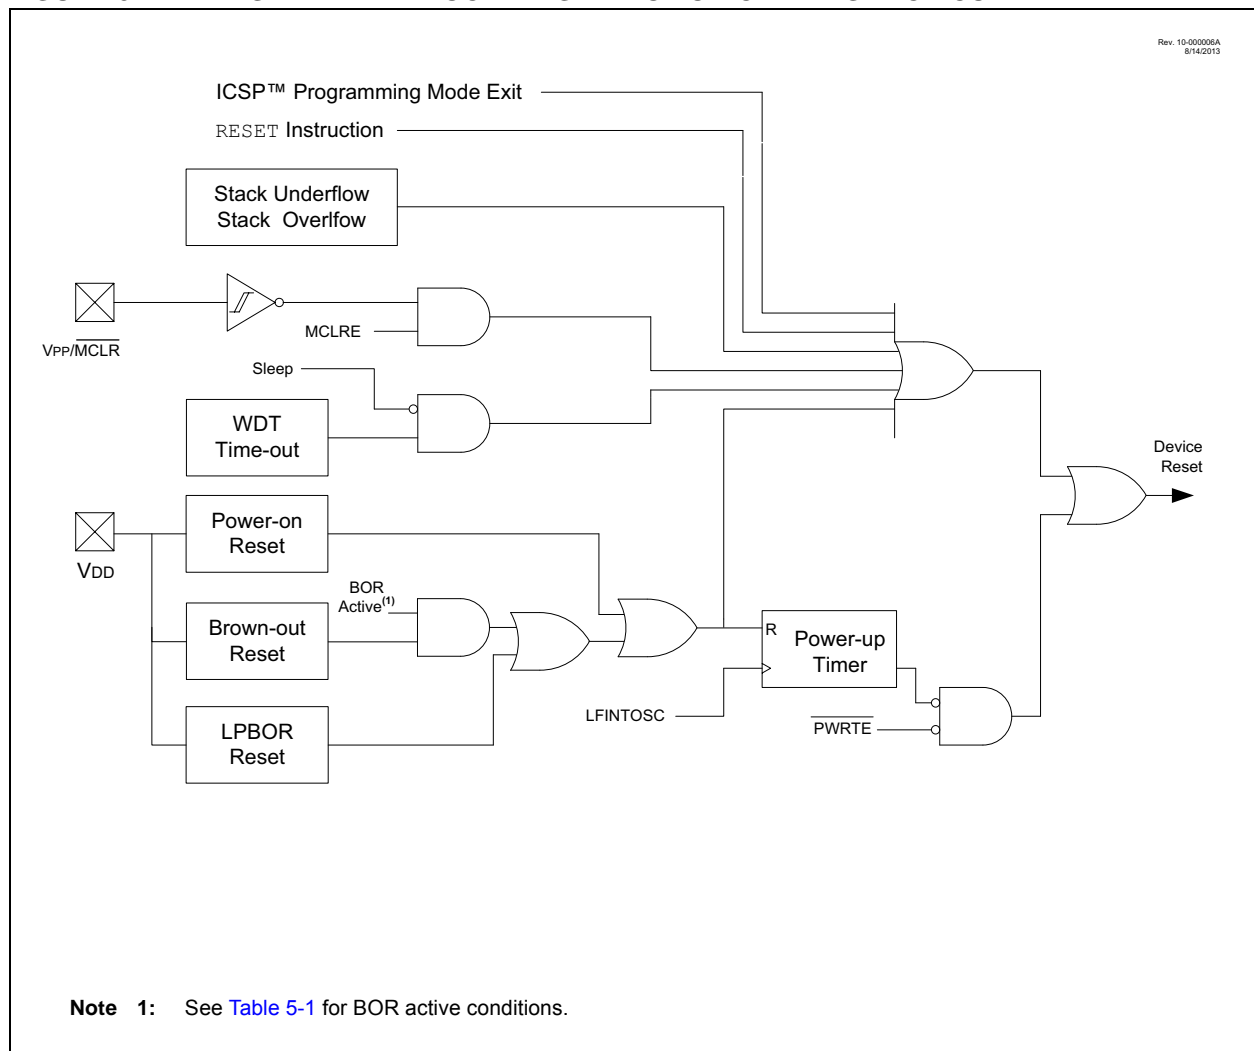 Rev. 10-000006A
8/14/2013
ICSP™ Programming Mode Exit
RESET Instruction
Stack Underflow
Stack Overlfow
VPP/MCLR
MCLRE
Sleep
WDT
Time-out
Device
Reset
VDD
Power-on
Reset
BOR
Active(1)
Brown-out
Reset
R
Power-up
Timer
LFINTOSC
PWRTE
LPBOR
Reset
Note 1: See Table 5-1 for BOR active conditions.